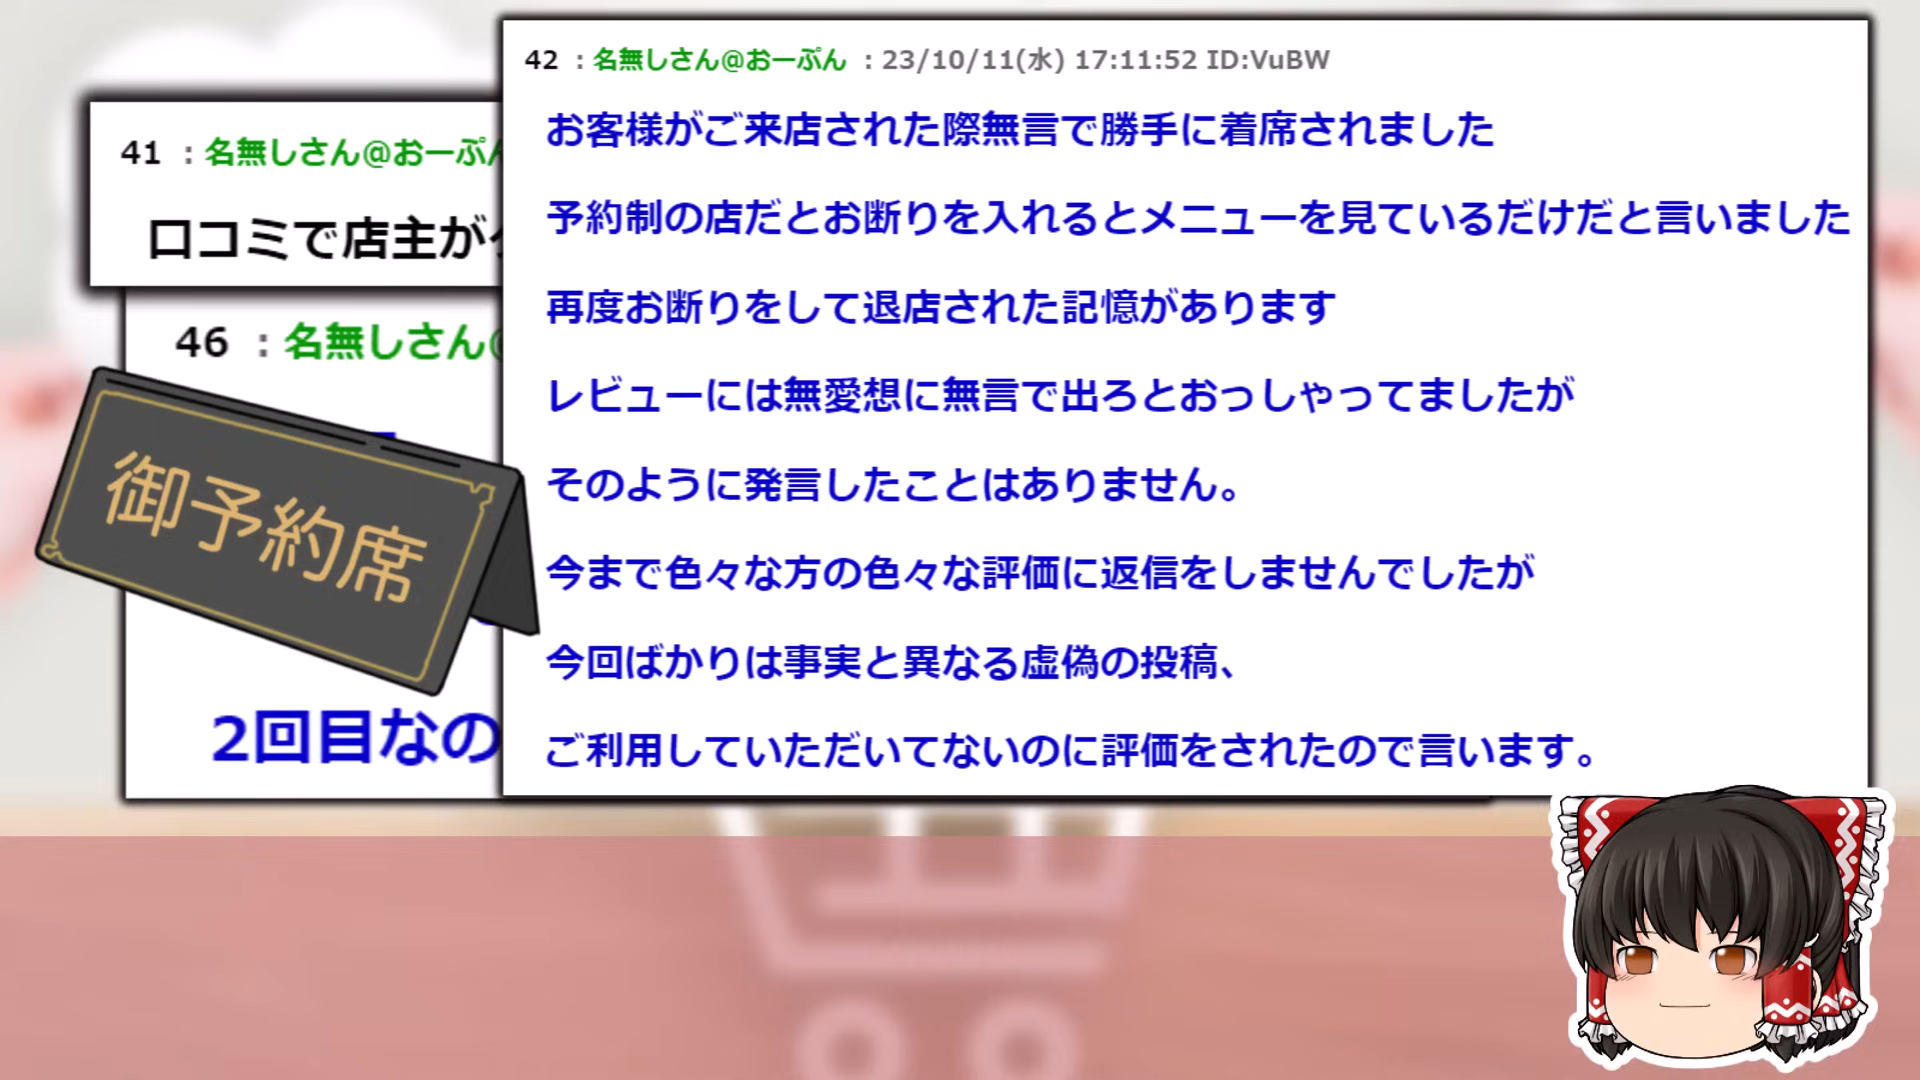 41 ：名無しさん@おーぷん
口コミで店主が
46 ：名無しさん@
2回目なの
御予約席
42 ：名無しさん@おーぷん ：23/10/11(水) 17:11:52 ID:VuBW
お客様がご来店された際無言で勝手に着席されました
予約制の店だとお断りを入れるとメニューを見ているだけだと言いました
再度お断りをして退店された記憶があります
レビューには無愛想に無言で出ろとおっしゃってましたが
そのように発言したことはありません。
今まで色々な方の色々な評価に返信をしませんでしたが
今回ばかりは事実と異なる虚偽の投稿、
ご利用していただいてないのに評価をされたので言います。